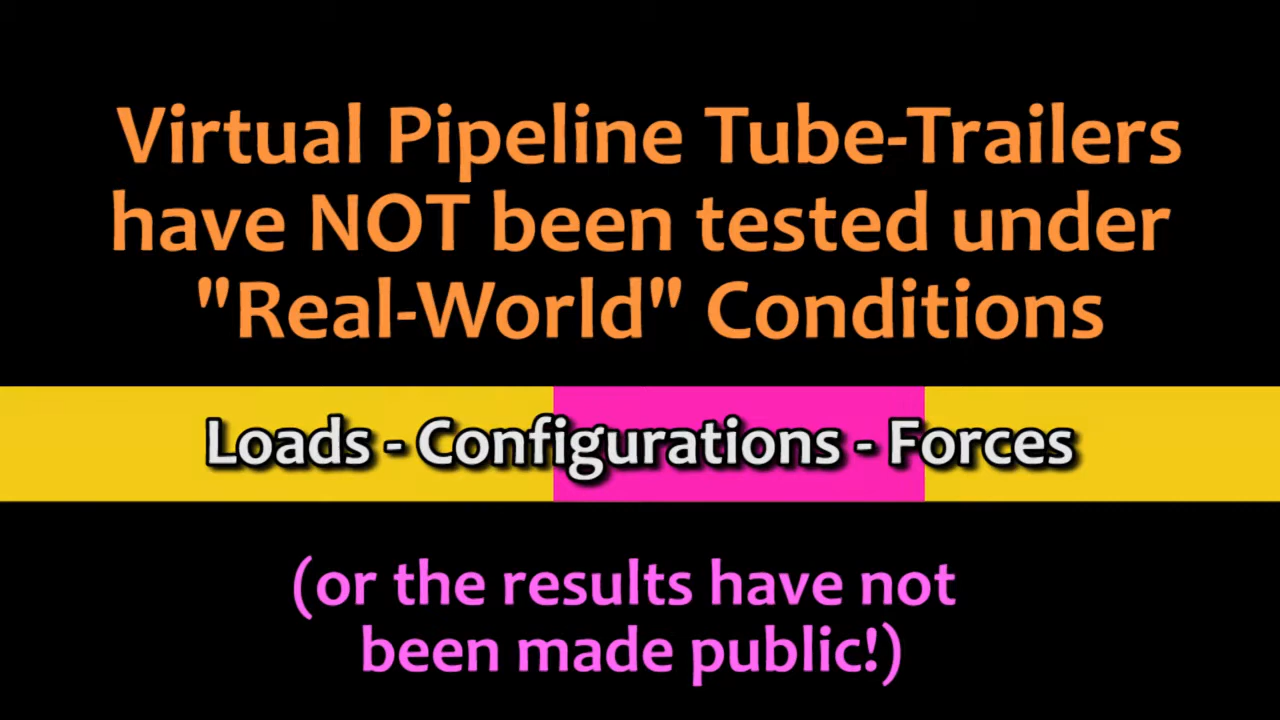 Virtual Pipeline Tube-Trailers
have NOT been tested under
"Real-World" Conditions
Loads - Configurations - Forces
(or the results have not
been made public!)